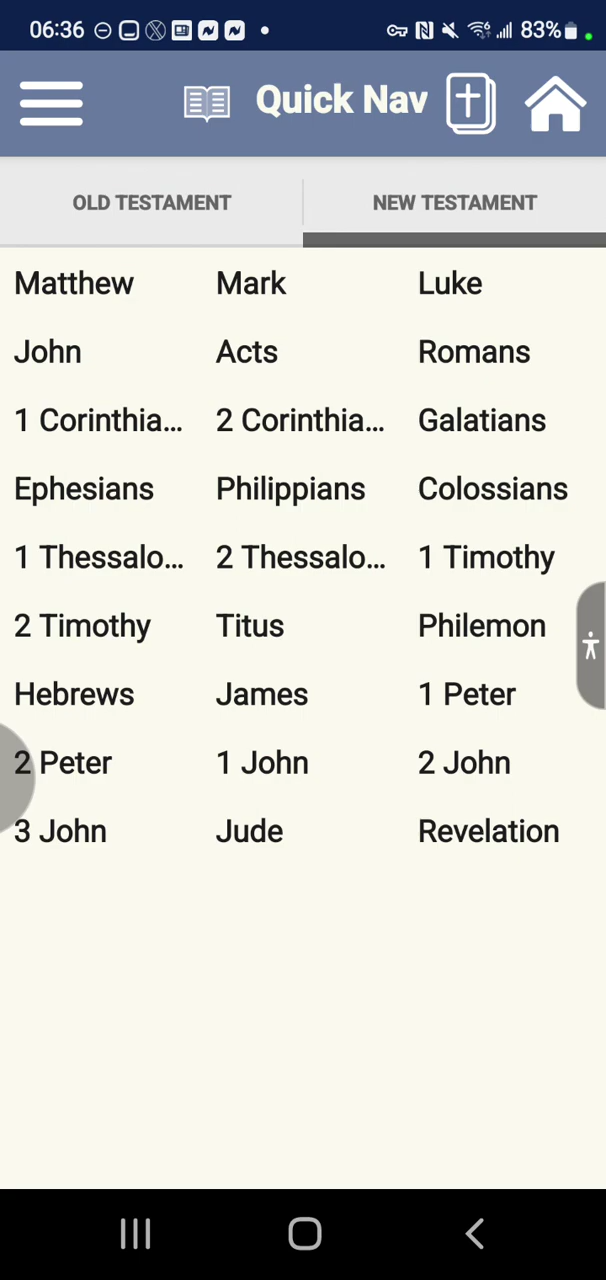 06:36 83%
Quick Nav
OLD TESTAMENT NEW TESTAMENT
Matthew Mark Luke
John Acts Romans
1 Corinthia... 2 Corinthia... Galatians
Ephesians Philippians Colossians
1 Thessalo... 2 Thessalo... 1 Timothy
2 Timothy Titus Philemon
Hebrews James 1 Peter
2 Peter 1 John 2 John
3 John Jude Revelation